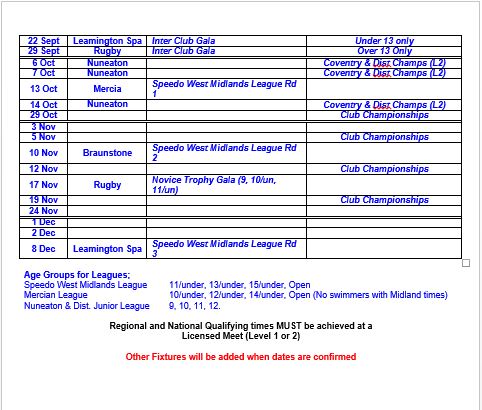 22 Sept Leamington Spa Inter Club Gala Under 13 only
29 Sept Rugby Inter Club Gala Over 13 Only
6 Oct Nuneaton Coventry & Dist Champs (L2)
7 Oct Nuneaton Coventry & Dist Champs (L2)
13 Oct Mercia Speedo West Midlands League Rd
1
14 Oct Nuneaton Coventry & Dist Champs (L2)
29 Oct Club Championships
3 Nov
5 Nov Club Championships
10 Nov Braunstone Speedo West Midlands League Rd
2
12 Nov Club Championships
17 Nov Rugby Novice Trophy Gala (9, 10/un,
11/un)
19 Nov Club Championships
24 Nov
1 Dec
2 Dec
8 Dec Leamington Spa Speedo West Midlands League Rd
3
Age Groups for Leagues;
Speedo West Midlands League 11/under, 13/under, 15/under, Open
Mercian League 10/under, 12/under, 14/under, Open (No swimmers with Midland times)
Nuneaton & Dist. Junior League 9, 10, 11, 12.
Regional and National Qualifying times MUST be achieved at a
Licensed Meet (Level 1 or 2)
Other Fixtures will be added when dates are confirmed